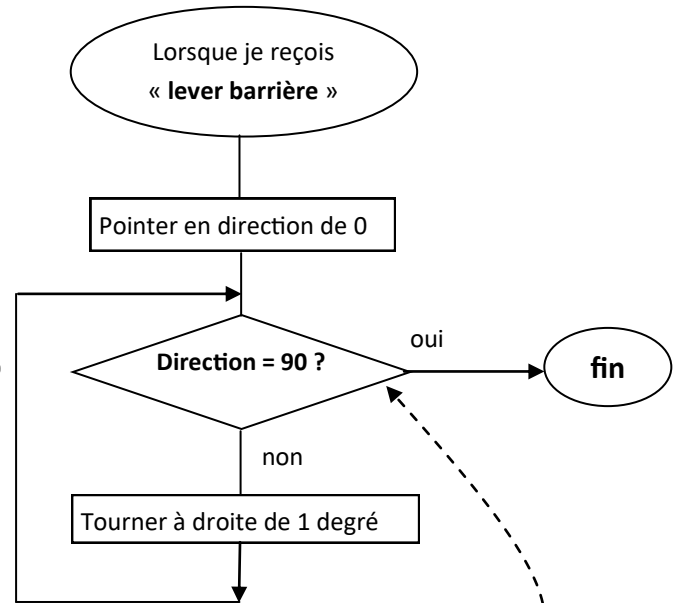 Lorsque je reçois
« lever barrière »
Pointer en direction de 0
Direction = 90 ?
oui
fin
non
Tourner à droite de 1 degré